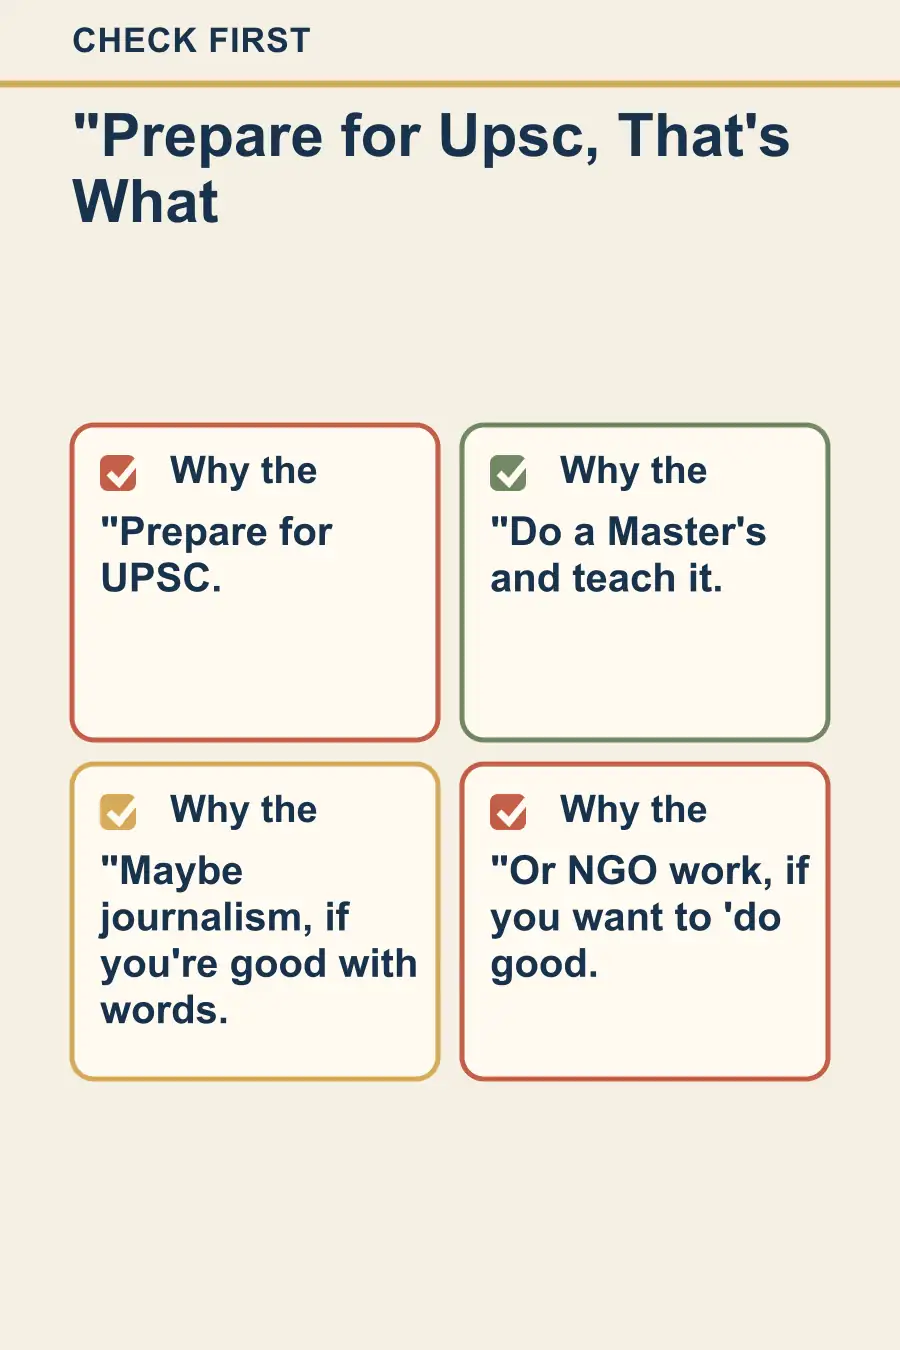 CHECK FIRST
"Prepare for Upsc, That's
What
Why the
"Prepare for
UPSC.
Why the
"Do a Master's
and teach it.
Why the
"Maybe
journalism, if
you're good with
words.
Why the
"Or NGO work, if
you want to 'do
good.